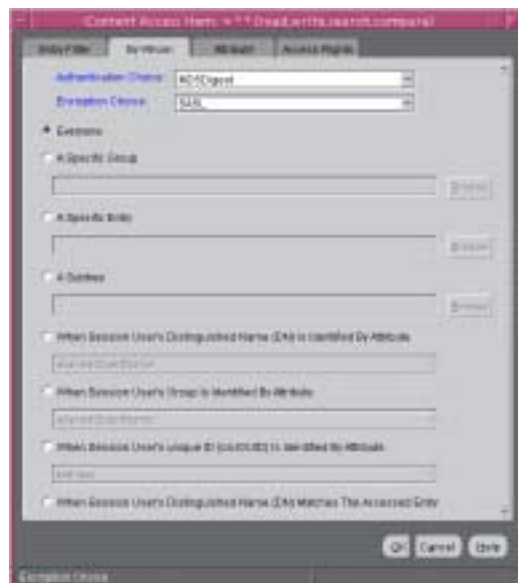 Content Access Item: = * * (read,write,search,compare)
Entry Filter By Whom Attribute Access Rights
Authentication Choice: MD5Digest
Encryption Choice: SASL
Everyone
A Specific Group
Browse
A Specific Entry
Browse
A Subtree
Browse
When Session User's Distinguished Name (DN) Is Identified By Attribute
When Session User's Group Is Identified By Attribute
When Session User's unique ID (orclGUID) Is Identified By Attribute
When Session User's Distinguished Name (DN) Matches The Accessed Entry
OK Cancel Help
Encryption Choice